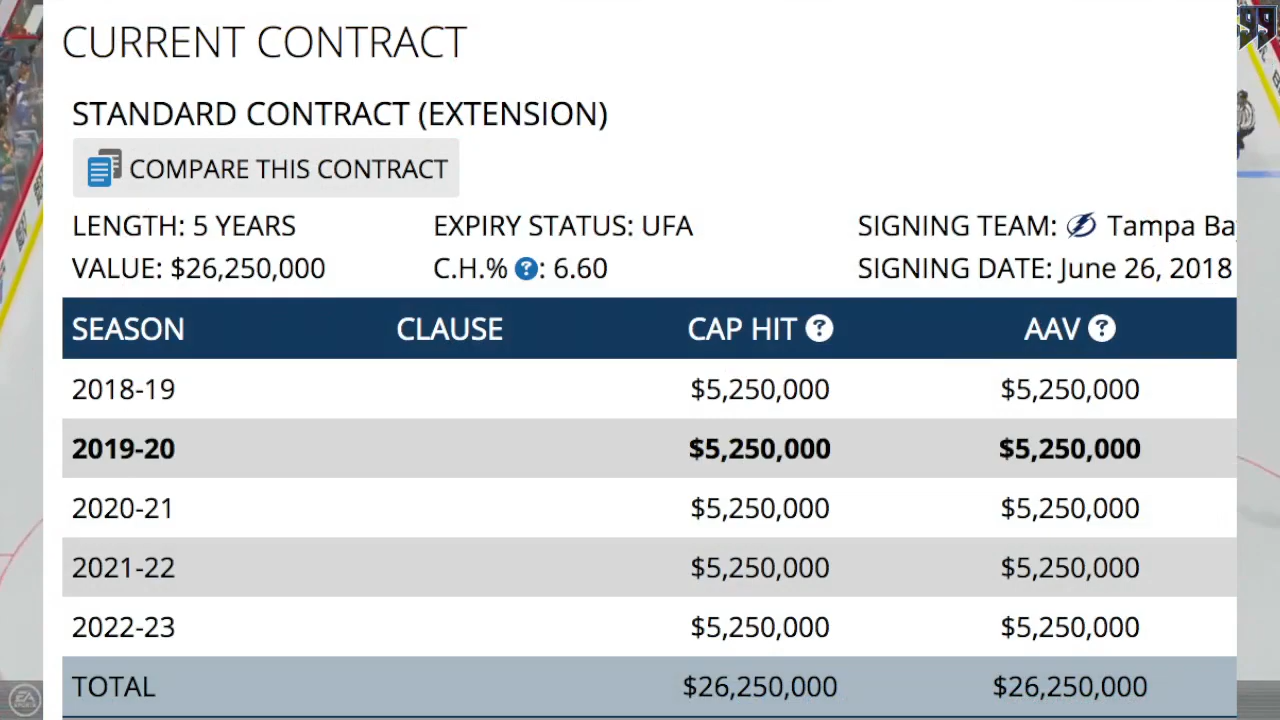 CURRENT CONTRACT
STANDARD CONTRACT (EXTENSION)
COMPARE THIS CONTRACT
LENGTH: 5 YEARS EXPIRY STATUS: UFA SIGNING TEAM: Tampa Ba
VALUE: $26,250,000 C.H.% ?: 6.60 SIGNING DATE: June 26, 2018
SEASON CLAUSE CAP HIT ? AAV ?
2018-19 $5,250,000 $5,250,000
2019-20 $5,250,000 $5,250,000
2020-21 $5,250,000 $5,250,000
2021-22 $5,250,000 $5,250,000
2022-23 $5,250,000 $5,250,000
TOTAL $26,250,000 $26,250,000
99
EA
SPORTS